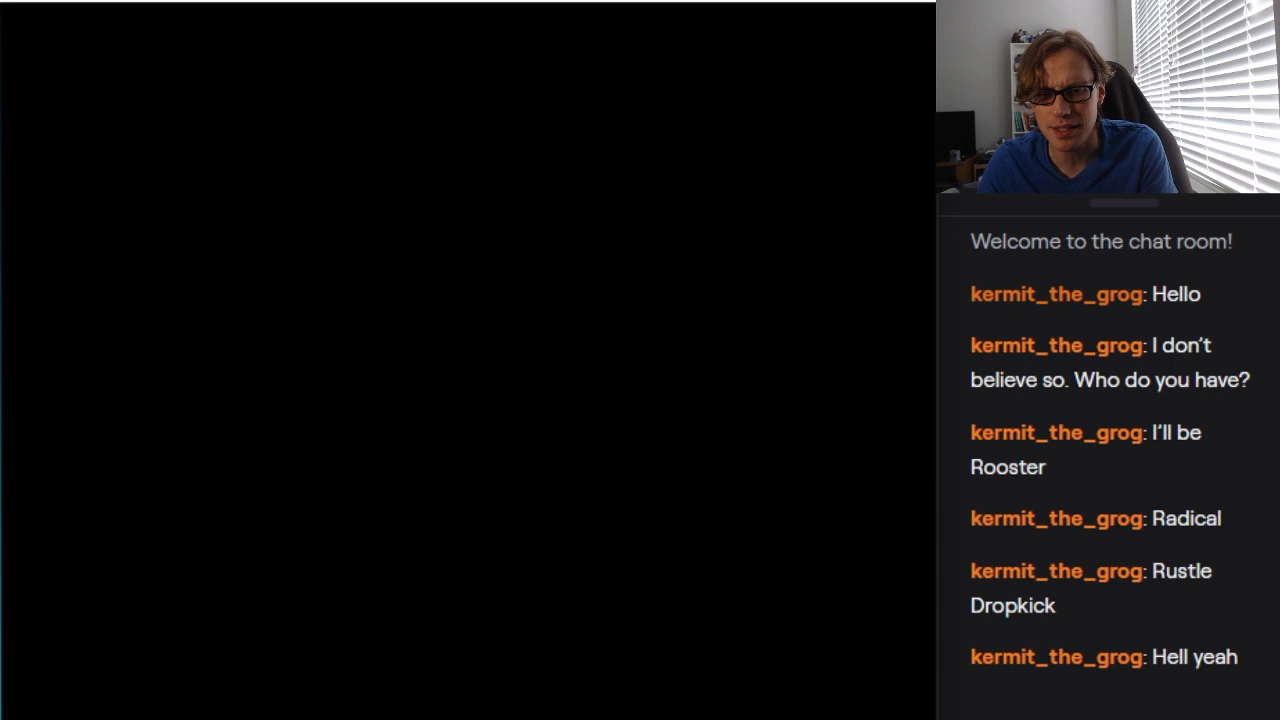 Welcome to the chat room!
kermit_the_grog: Hello
kermit_the_grog: I don't
believe so. Who do you have?
kermit_the_grog: I'll be
Rooster
kermit_the_grog: Radical
kermit_the_grog: Rustle
Dropkick
kermit_the_grog: Hell yeah